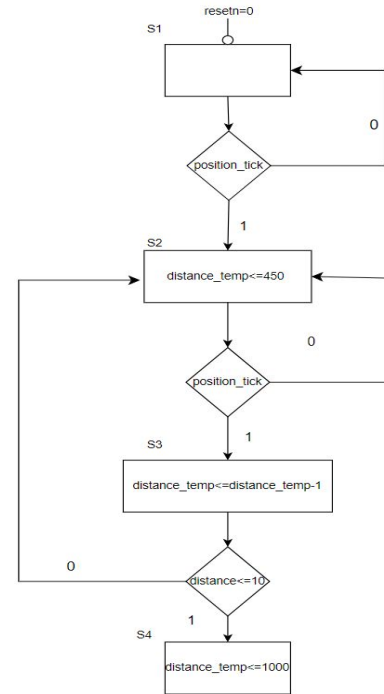 resetn=0
S1
0
position_tick
1
S2
distance_temp<=450
0
position_tick
1
S3
distance_temp<=distance_temp-1
0
distance<=10
1
S4
distance_temp<=1000